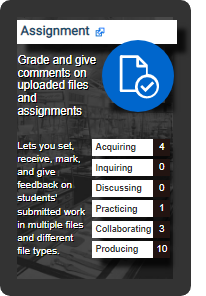 Assignment
Grade and give
comments on
uploaded files
and
assignments
Lets you set,
receive, mark,
and give
feedback on
students'
submitted work
in multiple files
and different
file types.
Acquiring 4
Inquiring 0
Discussing 0
Practicing 1
Collaborating 3
Producing 10